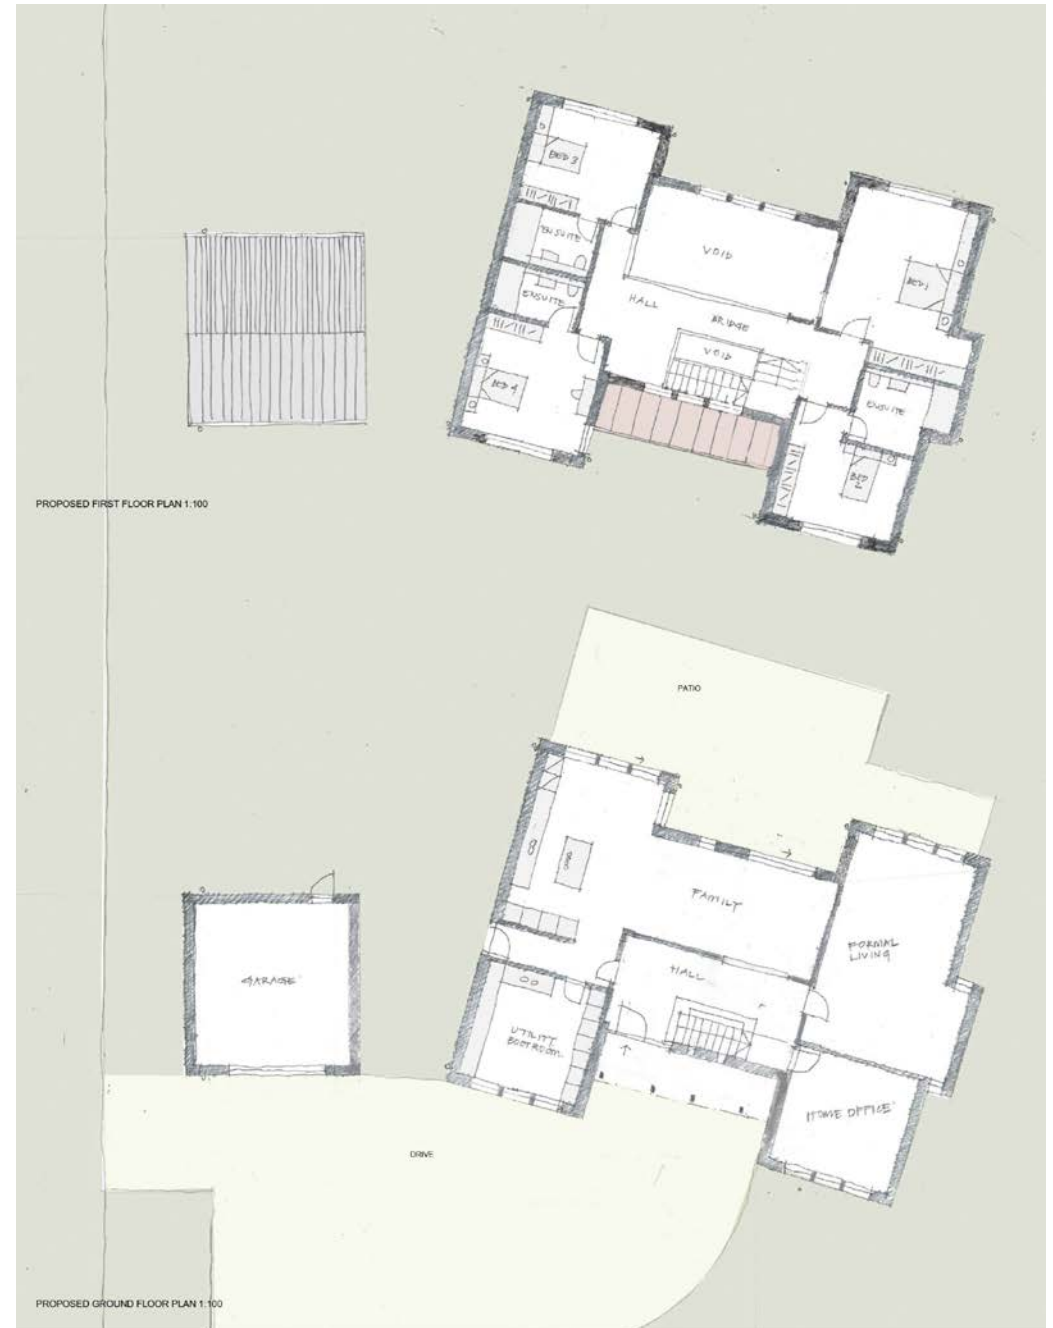 BED 3
ENSUITE
VOID
BED 1
ENSUITE
HALL
BRIDGE
VOID
BED 4
ENSUITE
BED
2
PROPOSED FIRST FLOOR PLAN 1:100
PATIO
FAMILY
FORMAL
LIVING
HALL
GARAGE
UTILITY
BOOTROOM
HOME OFFICE
DRIVE
PROPOSED GROUND FLOOR PLAN 1:100